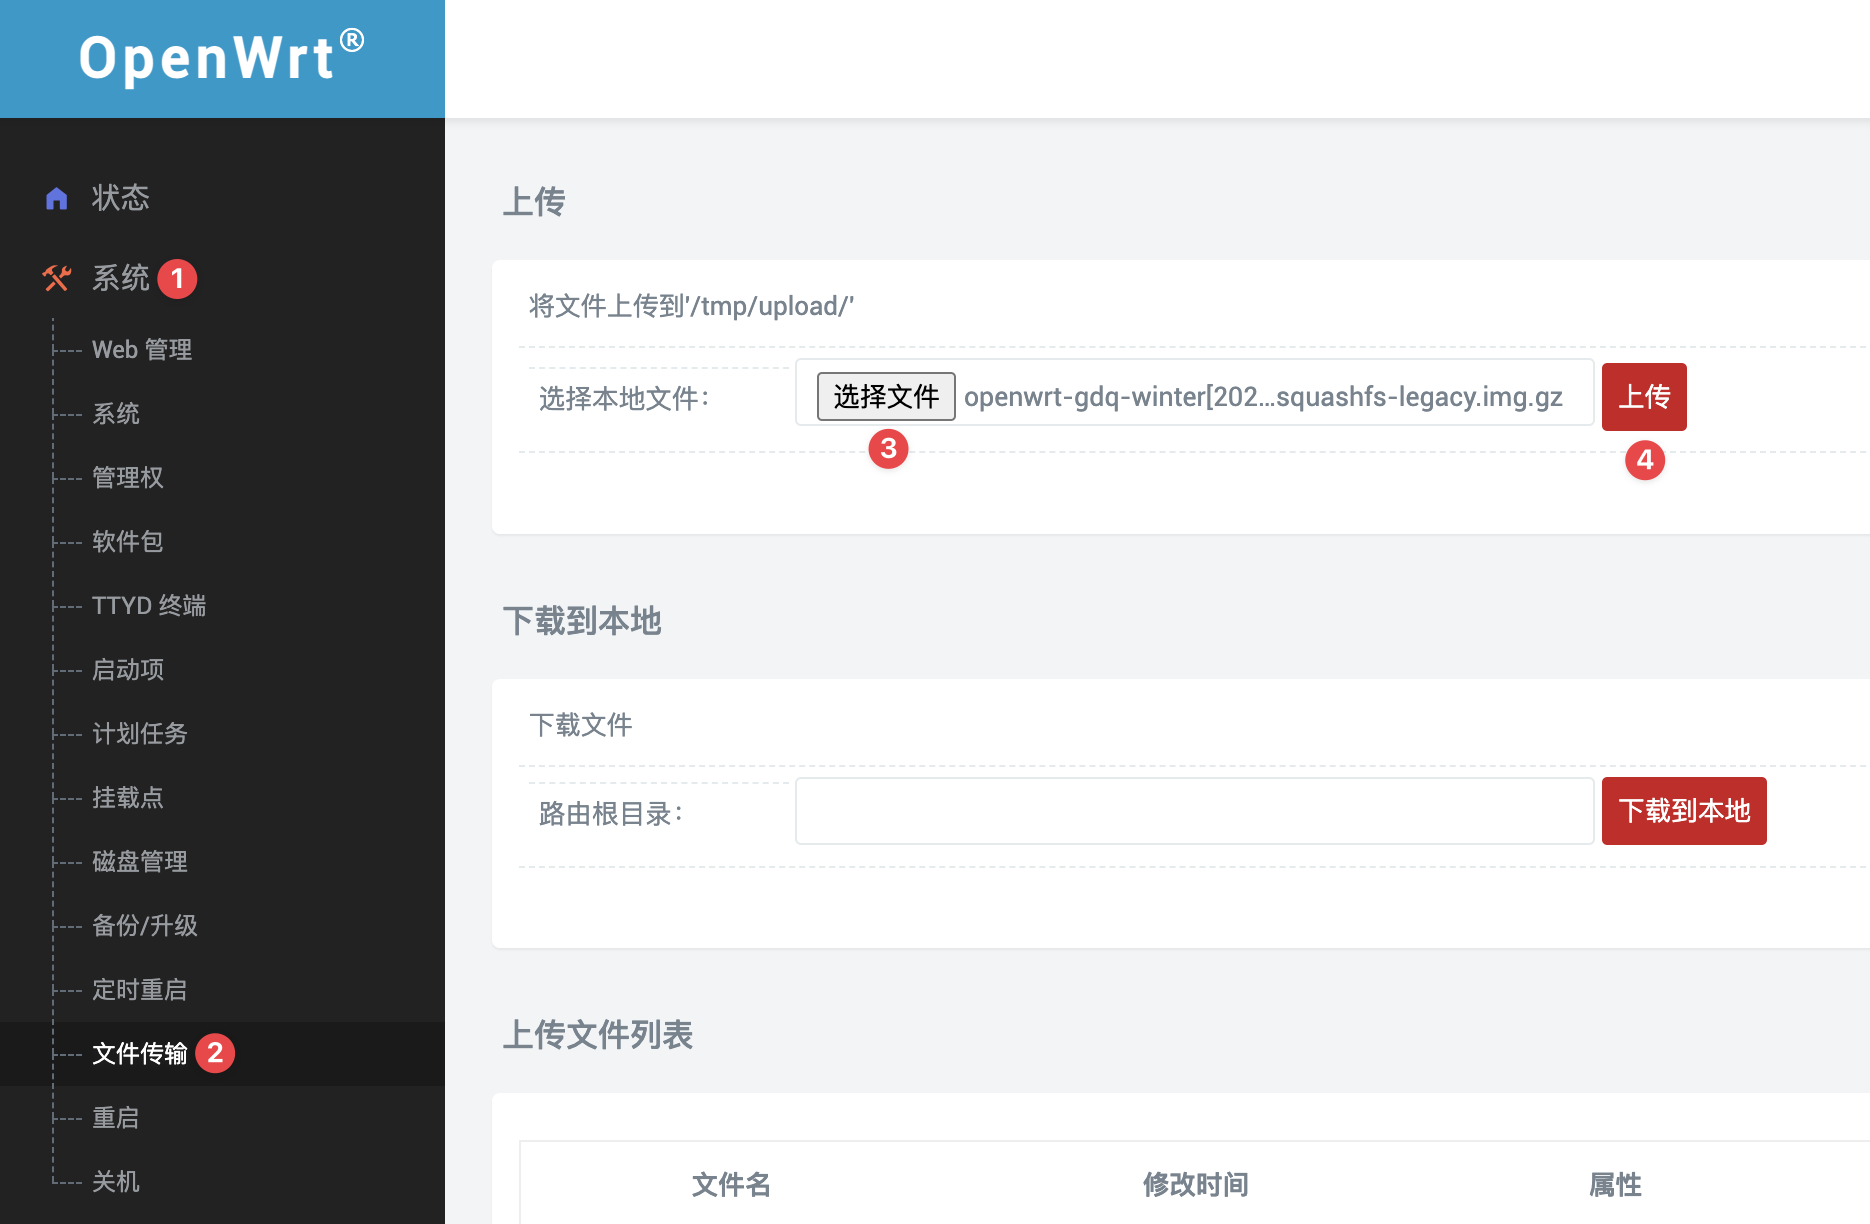 OpenWrt®
状态
系统 1
Web 管理
系统
管理权
软件包
TTYD 终端
启动项
计划任务
挂载点
磁盘管理
备份/升级
定时重启
文件传输 2
重启
关机
上传
将文件上传到'/tmp/upload/'
选择本地文件： 选择文件 openwrt-gdq-winter[202...squashfs-legacy.img.gz 上传
3 4
下载到本地
下载文件
路由根目录： 下载到本地
上传文件列表
文件名 修改时间 属性